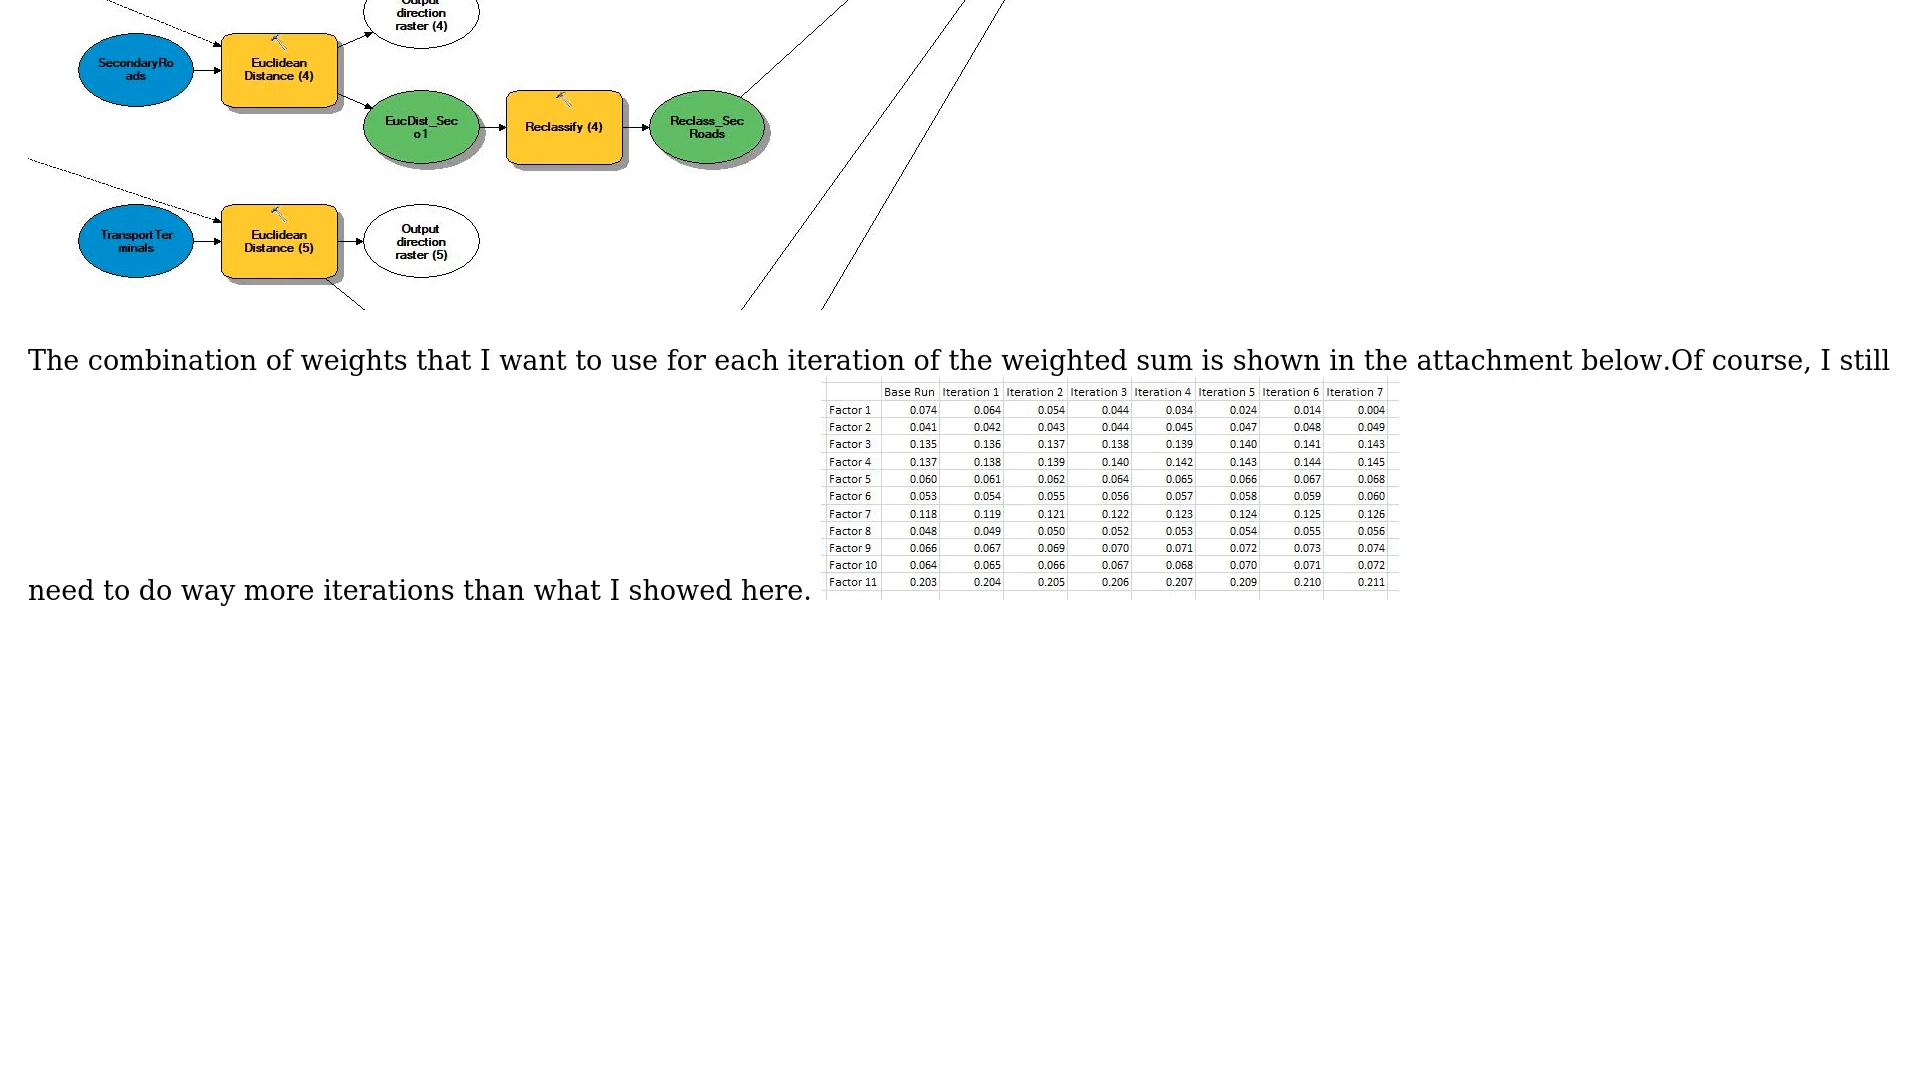 Output
direction
raster (4)
SecondaryRo
ads
Euclidean
Distance (4)
EucDist_Sec
o1
Reclassify (4)
Reclass_Sec
Roads
TransportTer
minals
Euclidean
Distance (5)
Output
direction
raster (5)
The combination of weights that I want to use for each iteration of the weighted sum is shown in the attachment below.Of course, I still
Base Run Iteration 1 Iteration 2 Iteration 3 Iteration 4 Iteration 5 Iteration 6 Iteration 7
Factor 1 0.074 0.064 0.054 0.044 0.034 0.024 0.014 0.004
Factor 2 0.041 0.042 0.043 0.044 0.045 0.047 0.048 0.049
Factor 3 0.135 0.136 0.137 0.138 0.139 0.140 0.141 0.143
Factor 4 0.137 0.138 0.139 0.140 0.142 0.143 0.144 0.145
Factor 5 0.060 0.061 0.062 0.064 0.065 0.066 0.067 0.068
Factor 6 0.053 0.054 0.055 0.056 0.057 0.058 0.059 0.060
Factor 7 0.118 0.119 0.121 0.122 0.123 0.124 0.125 0.126
Factor 8 0.048 0.049 0.050 0.052 0.053 0.054 0.055 0.056
Factor 9 0.066 0.067 0.069 0.070 0.071 0.072 0.073 0.074
Factor 10 0.064 0.065 0.066 0.067 0.068 0.070 0.071 0.072
Factor 11 0.203 0.204 0.205 0.206 0.207 0.209 0.210 0.211
need to do way more iterations than what I showed here.